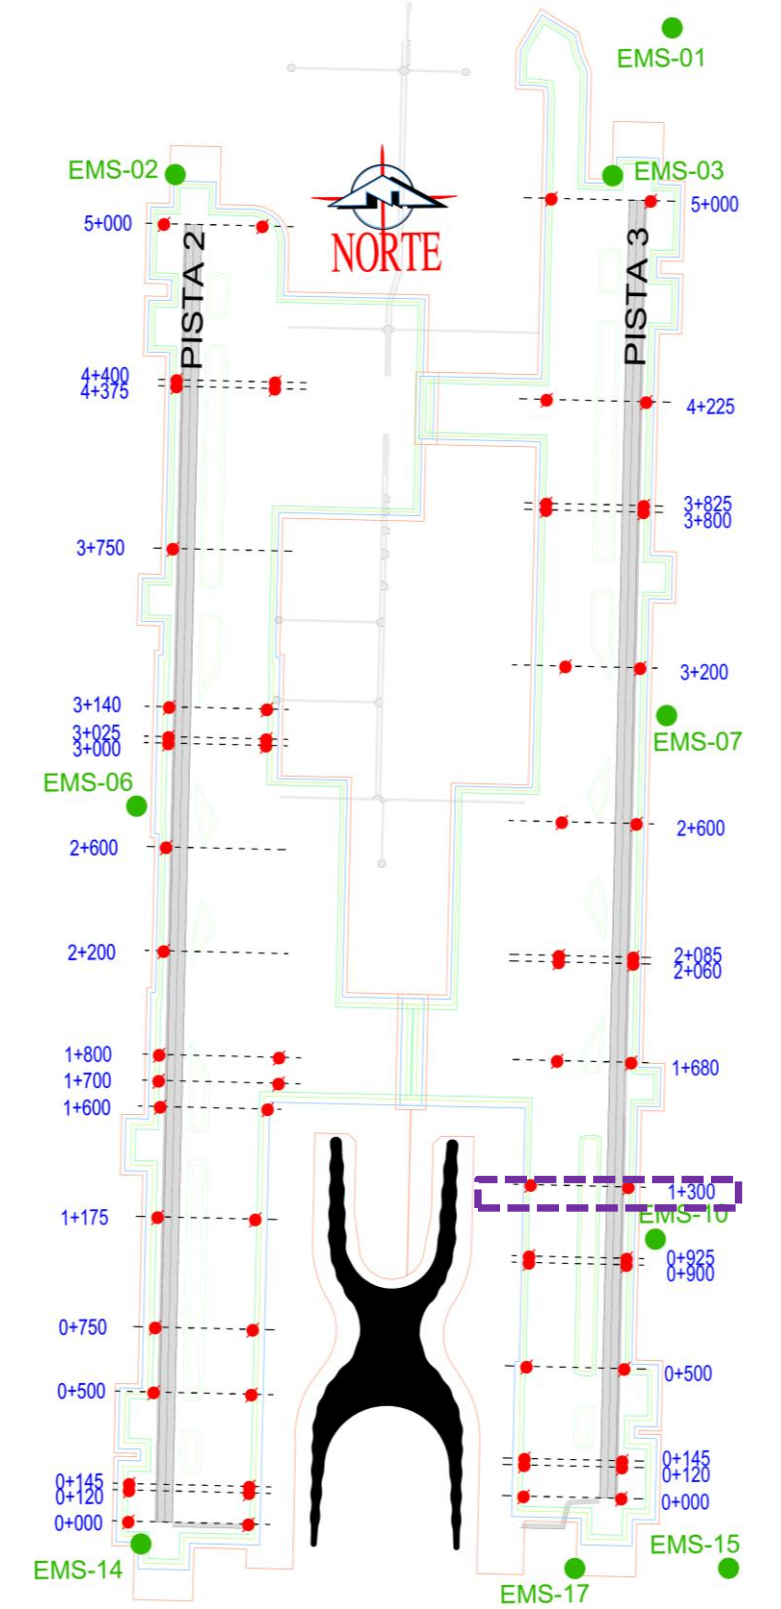 EMS-01
EMS-02
EMS-03
NORTE
5+000
5+000
PISTA 2
PISTA 3
4+400
4+375
4+225
3+825
3+800
3+750
3+200
3+140
3+025
3+000
EMS-07
EMS-06
2+600
2+600
2+200
2+085
2+060
1+800
1+680
1+700
1+600
1+300
EMS-10
1+175
0+925
0+900
0+750
0+500
0+500
0+145
0+120
0+145
0+120
0+000
0+000
EMS-14
EMS-15
EMS-17